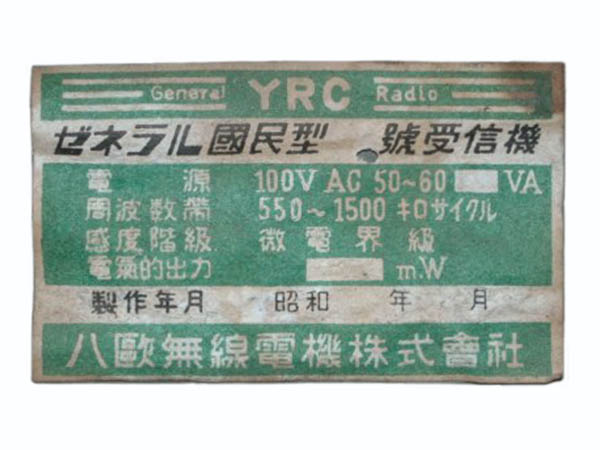 General YRC Radio
ゼネラル國民型 號受信機
電源 100V AC 50~60 VA
周波数帶 550~1500 キロサイクル
感度階級 微電界級
電氣的出力 m.W
製作年月 昭和 年 月
八歐無線電機株式會社